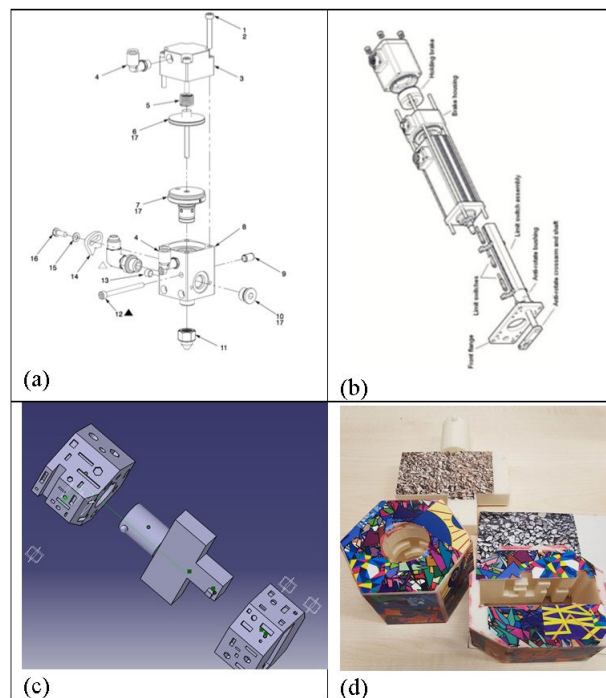 1
2
4
3
5
6
17
7
17
4
8
16
15
14
13
9
12
10
17
11
(a)
Holding brake
Brake housing
Limit switch assembly
Anti-rotate bushing
Limit switches
Anti-rotate crossarm and shaft
Front flange
(b)
(c)
(d)